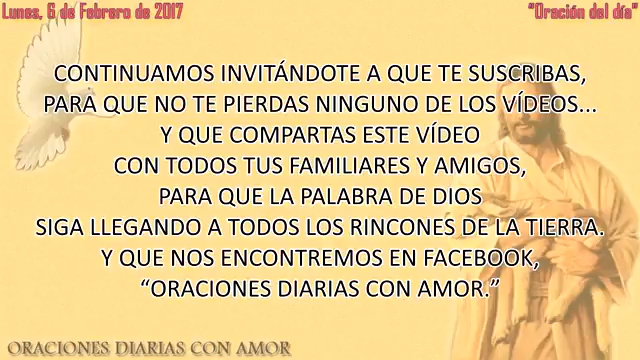 Lunes, 6 de Febrero de 2017
“Oración del día”
CONTINUAMOS INVITÁNDOTE A QUE TE SUSCRIBAS,
PARA QUE NO TE PIERDAS NINGUNO DE LOS VÍDEOS...
Y QUE COMPARTAS ESTE VÍDEO
CON TODOS TUS FAMILIARES Y AMIGOS,
PARA QUE LA PALABRA DE DIOS
SIGA LLEGANDO A TODOS LOS RINCONES DE LA TIERRA.
Y QUE NOS ENCONTREMOS EN FACEBOOK,
“ORACIONES DIARIAS CON AMOR.”
ORACIONES DIARIAS CON AMOR